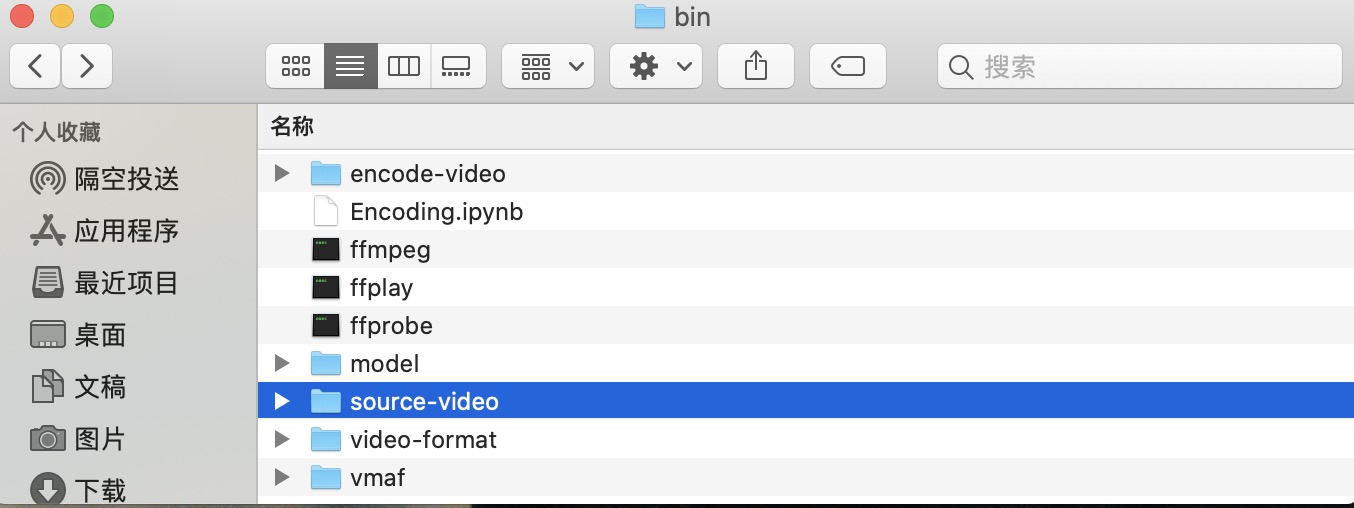 bin
搜索
个人收藏
隔空投送
应用程序
最近项目
桌面
文稿
图片
下载
名称
encode-video
Encoding.ipynb
ffmpeg
ffplay
ffprobe
model
source-video
video-format
vmaf